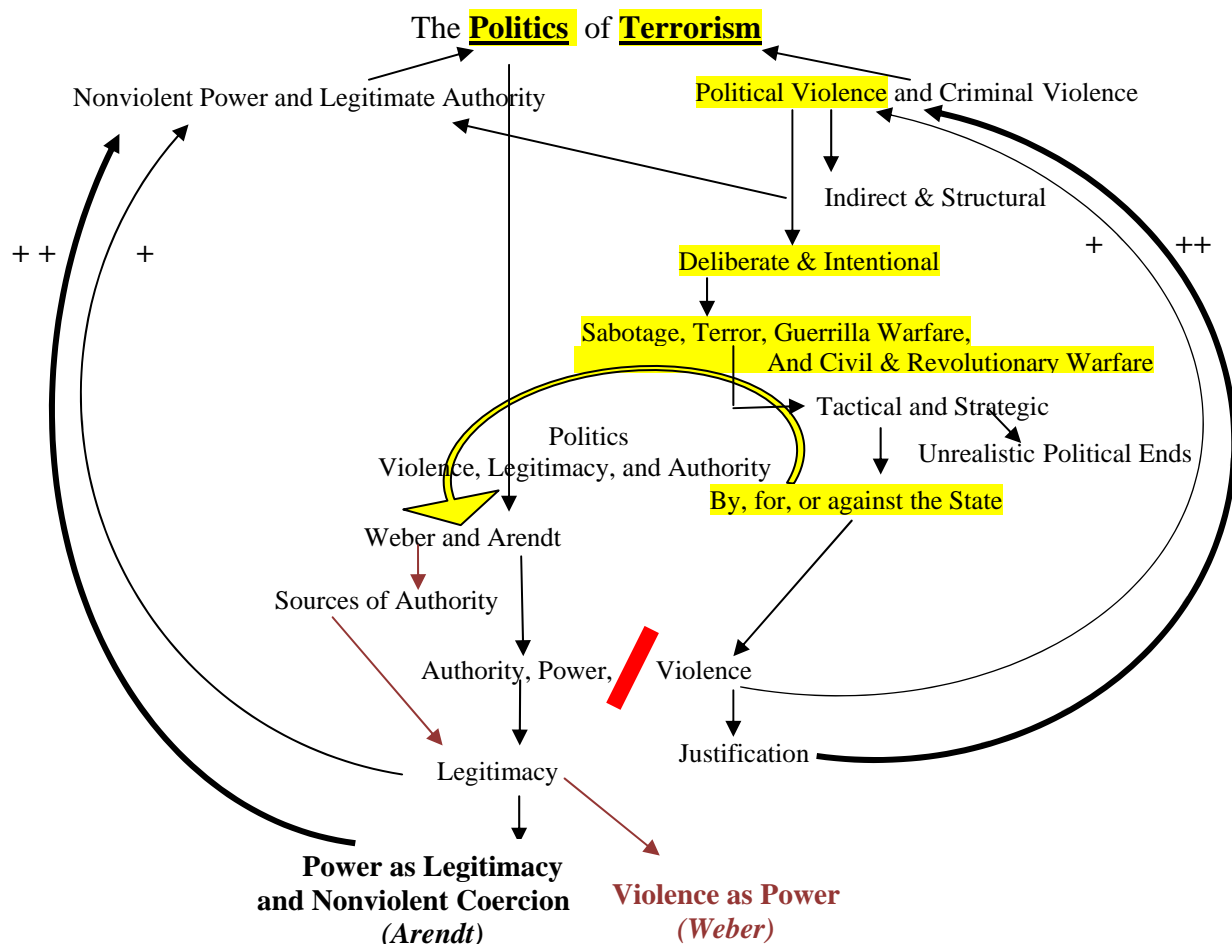 The Politics of Terrorism
Nonviolent Power and Legitimate Authority
Political Violence and Criminal Violence
Indirect & Structural
+ +
+
+
++
Deliberate & Intentional
Sabotage, Terror, Guerrilla Warfare,
And Civil & Revolutionary Warfare
Tactical and Strategic
Unrealistic Political Ends
Politics
Violence, Legitimacy, and Authority
By, for, or against the State
Weber and Arendt
Sources of Authority
Authority, Power,
Violence
Justification
Legitimacy
Power as Legitimacy
and Nonviolent Coercion
(Arendt)
Violence as Power
(Weber)